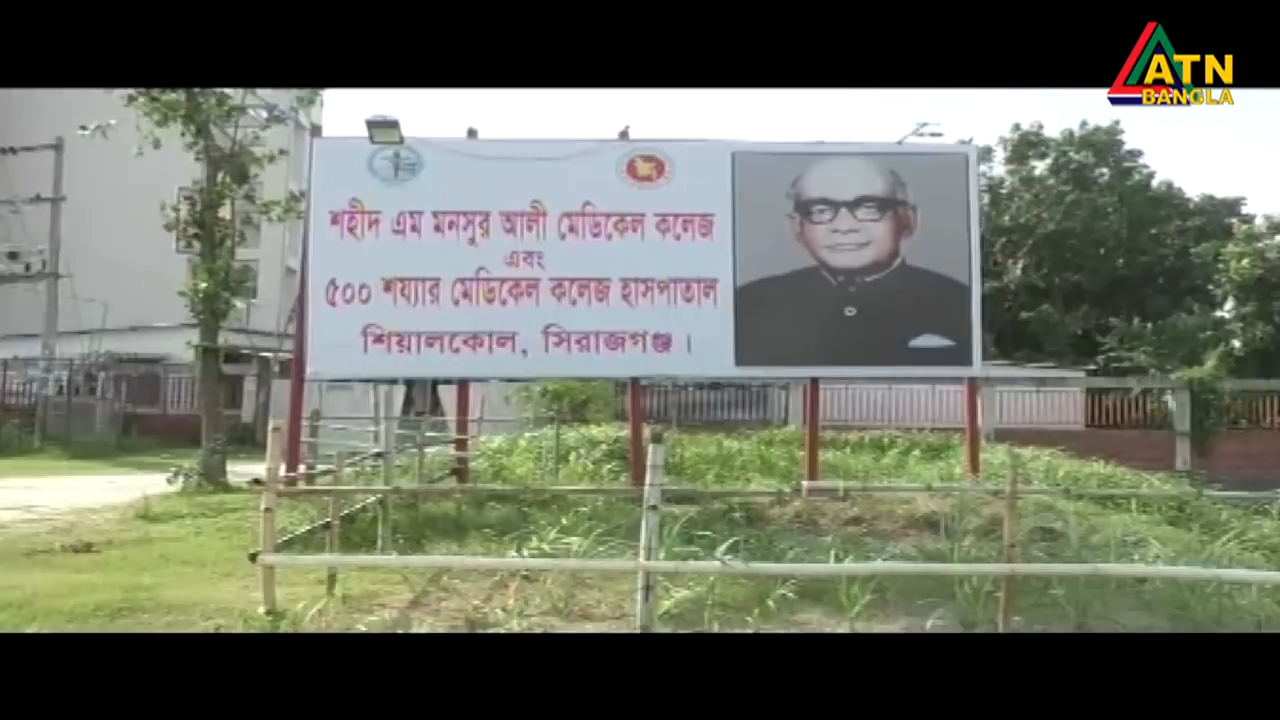 ATN
BANGLA
শহীদ এম মনসুর আলী মেডিকেল কলেজ
এবং
৫০০ শয্যার মেডিকেল কলেজ হাসপাতাল
শিয়ালকোল, সিরাজগঞ্জ।